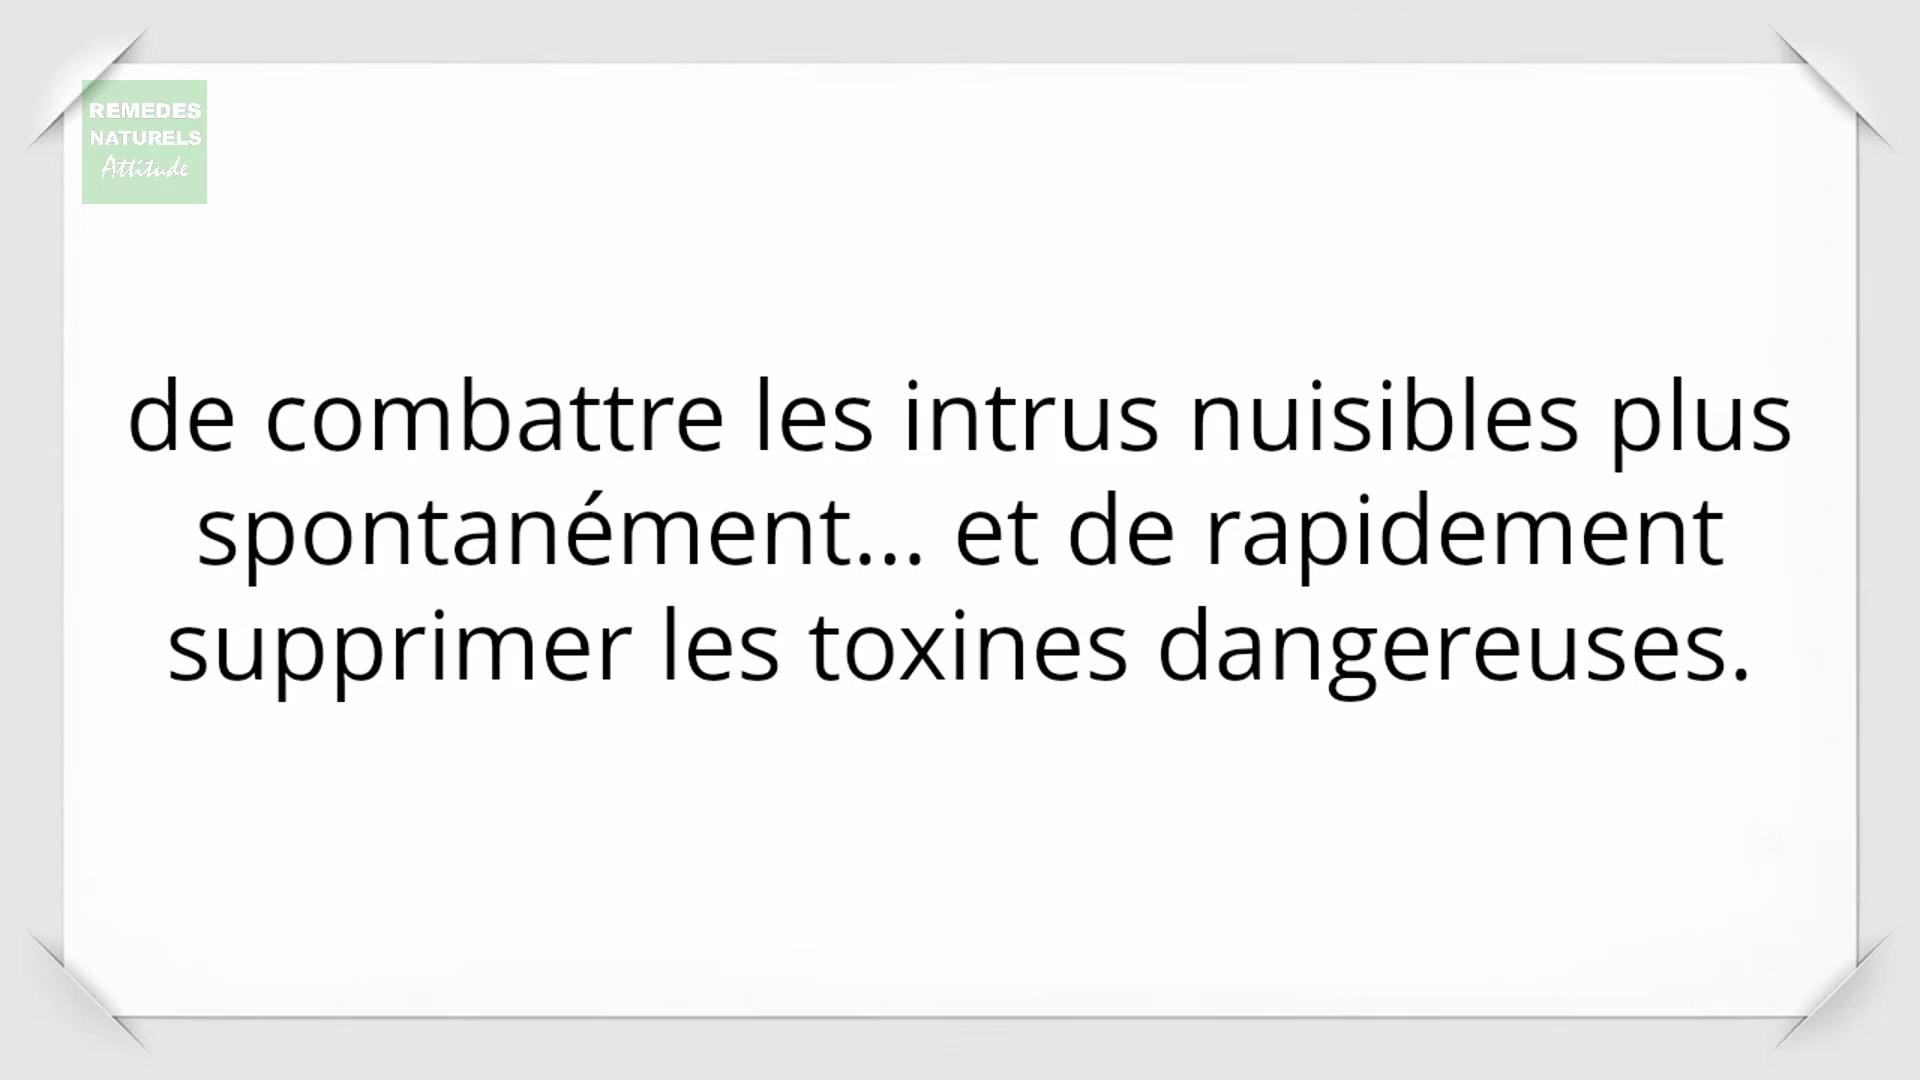 REMEDES
NATURELS
Attitude
de combattre les intrus nuisibles plus
spontanément... et de rapidement
supprimer les toxines dangereuses.